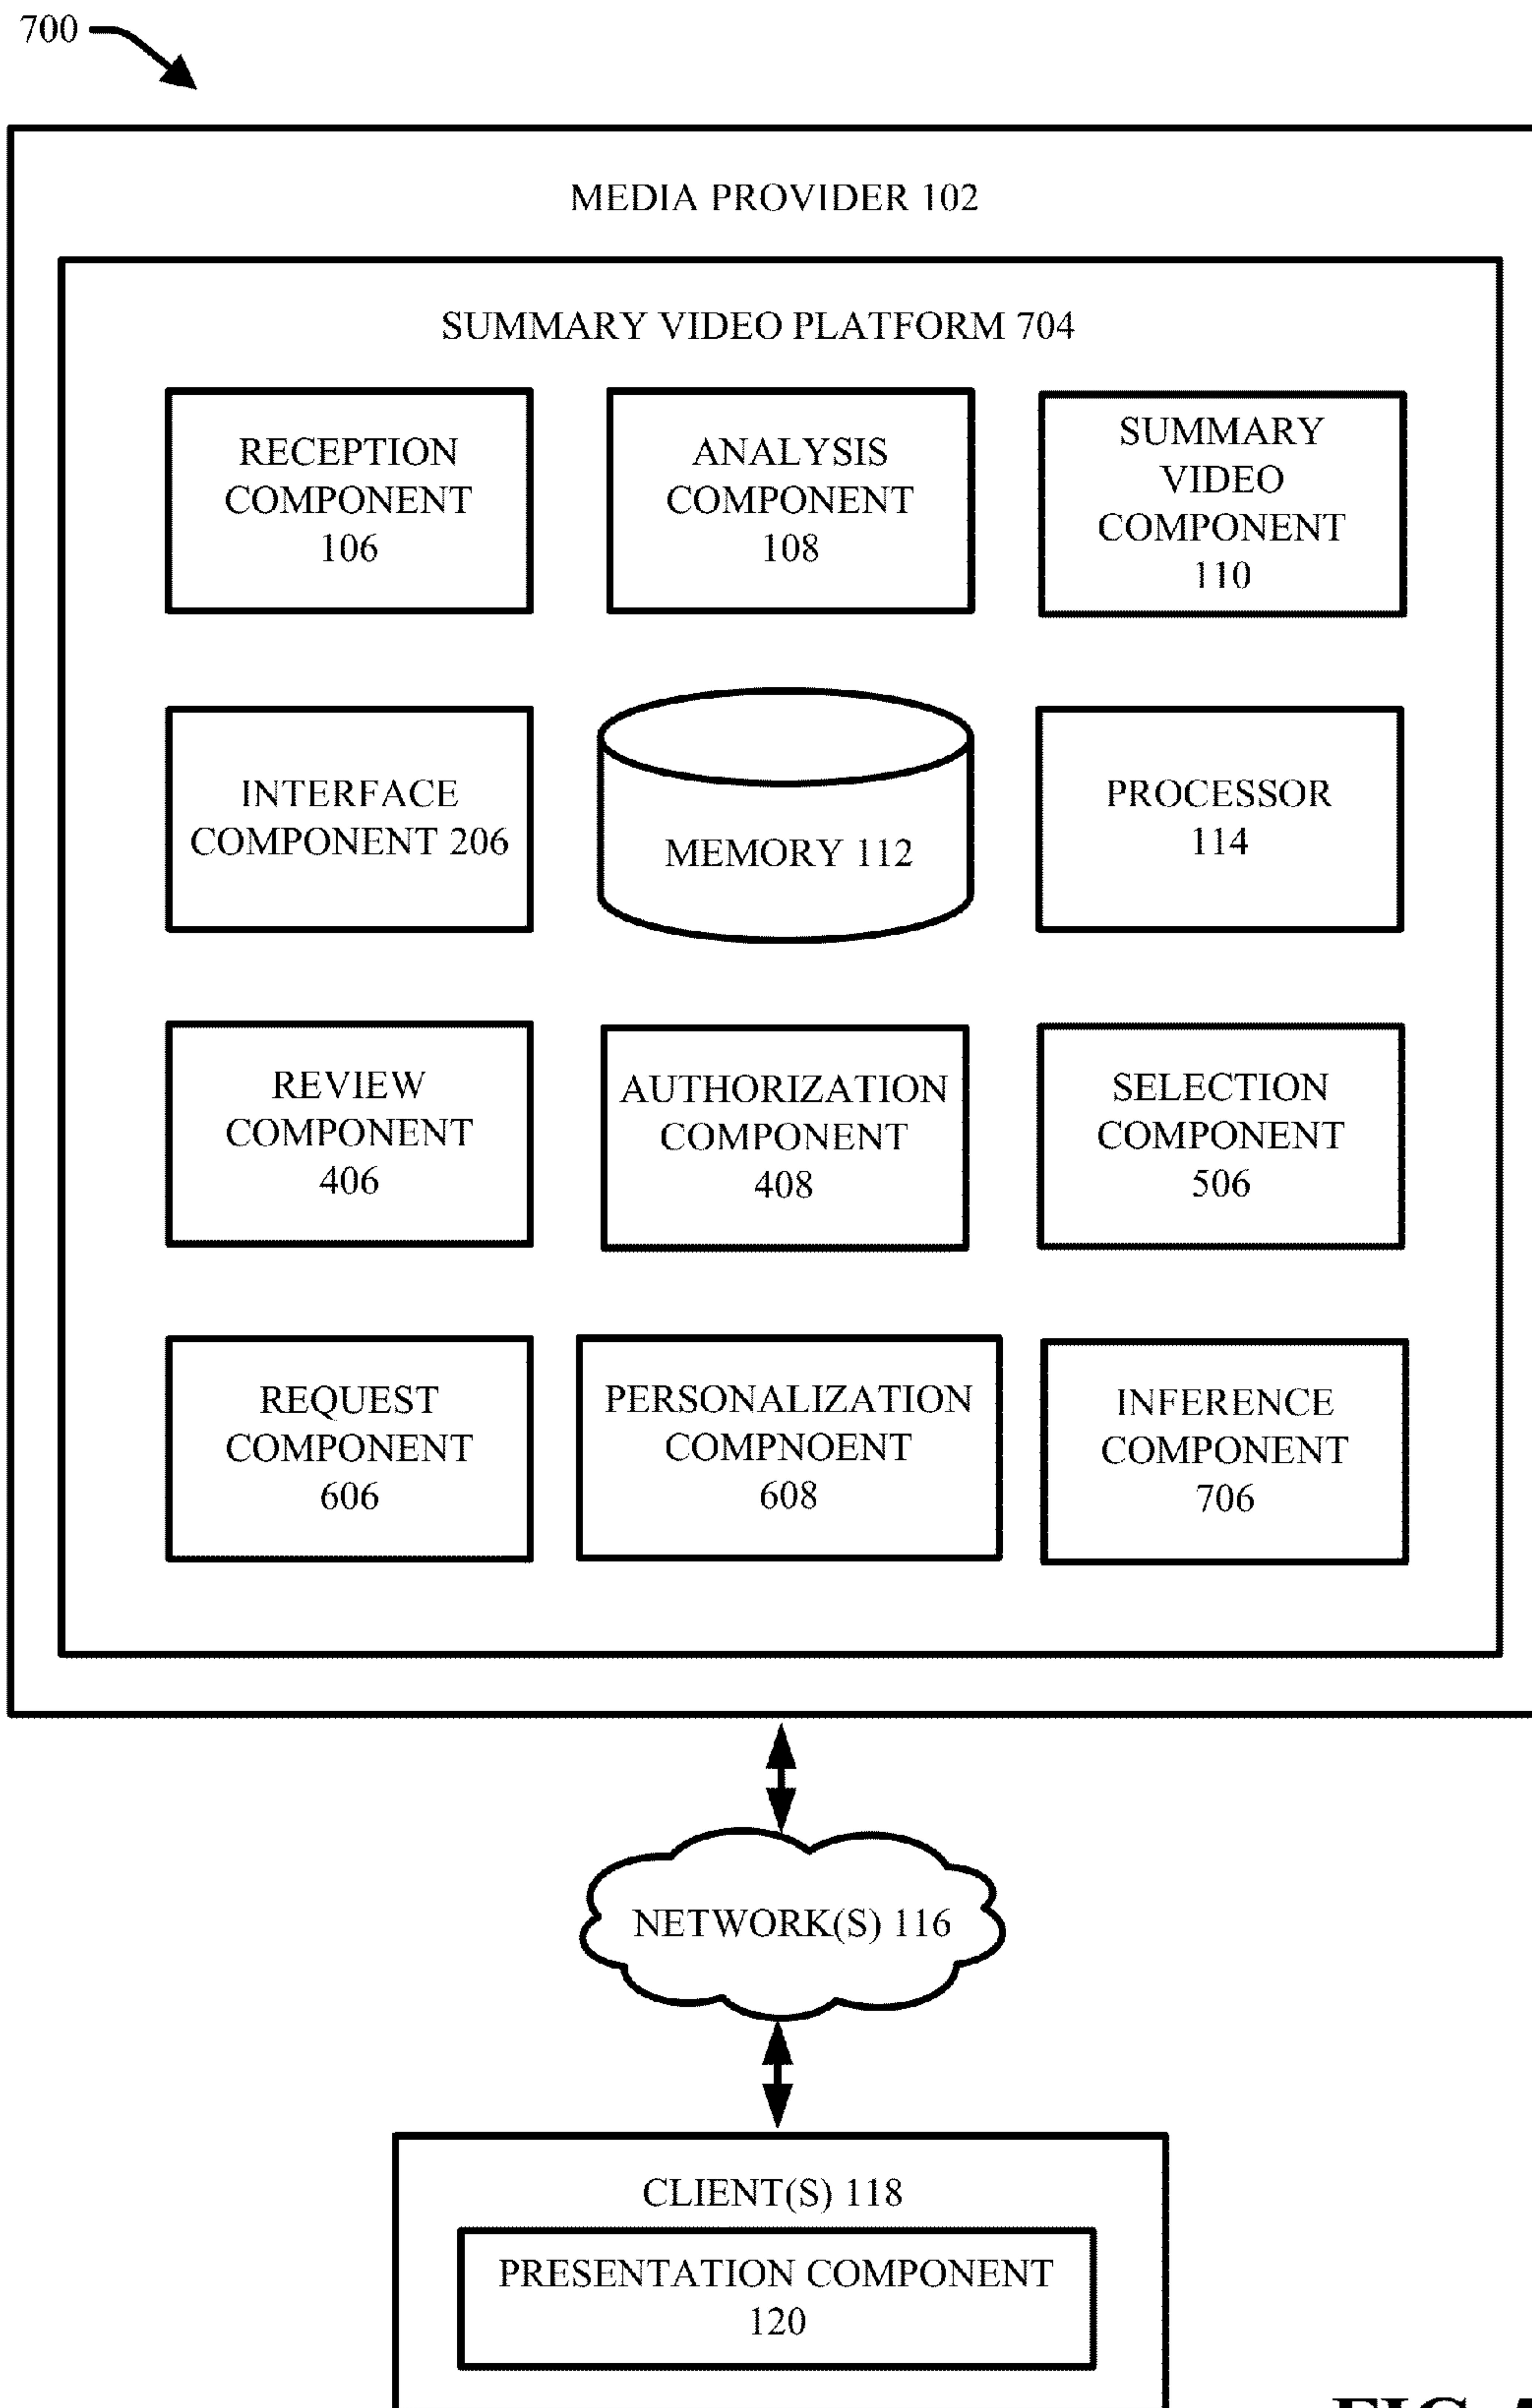 700
MEDIA PROVIDER 102
SUMMARY VIDEO PLATFORM 704
RECEPTION
COMPONENT
106
ANALYSIS
COMPONENT
108
SUMMARY
VIDEO
COMPONENT
110
INTERFACE
COMPONENT 206
MEMORY 112
PROCESSOR
114
REVIEW
COMPONENT
406
AUTHORIZATION
COMPONENT
408
SELECTION
COMPONENT
506
REQUEST
COMPONENT
606
PERSONALIZATION
COMPNOENT
608
INFERENCE
COMPONENT
706
NETWORK(S) 116
CLIENT(S) 118
PRESENTATION COMPONENT
120